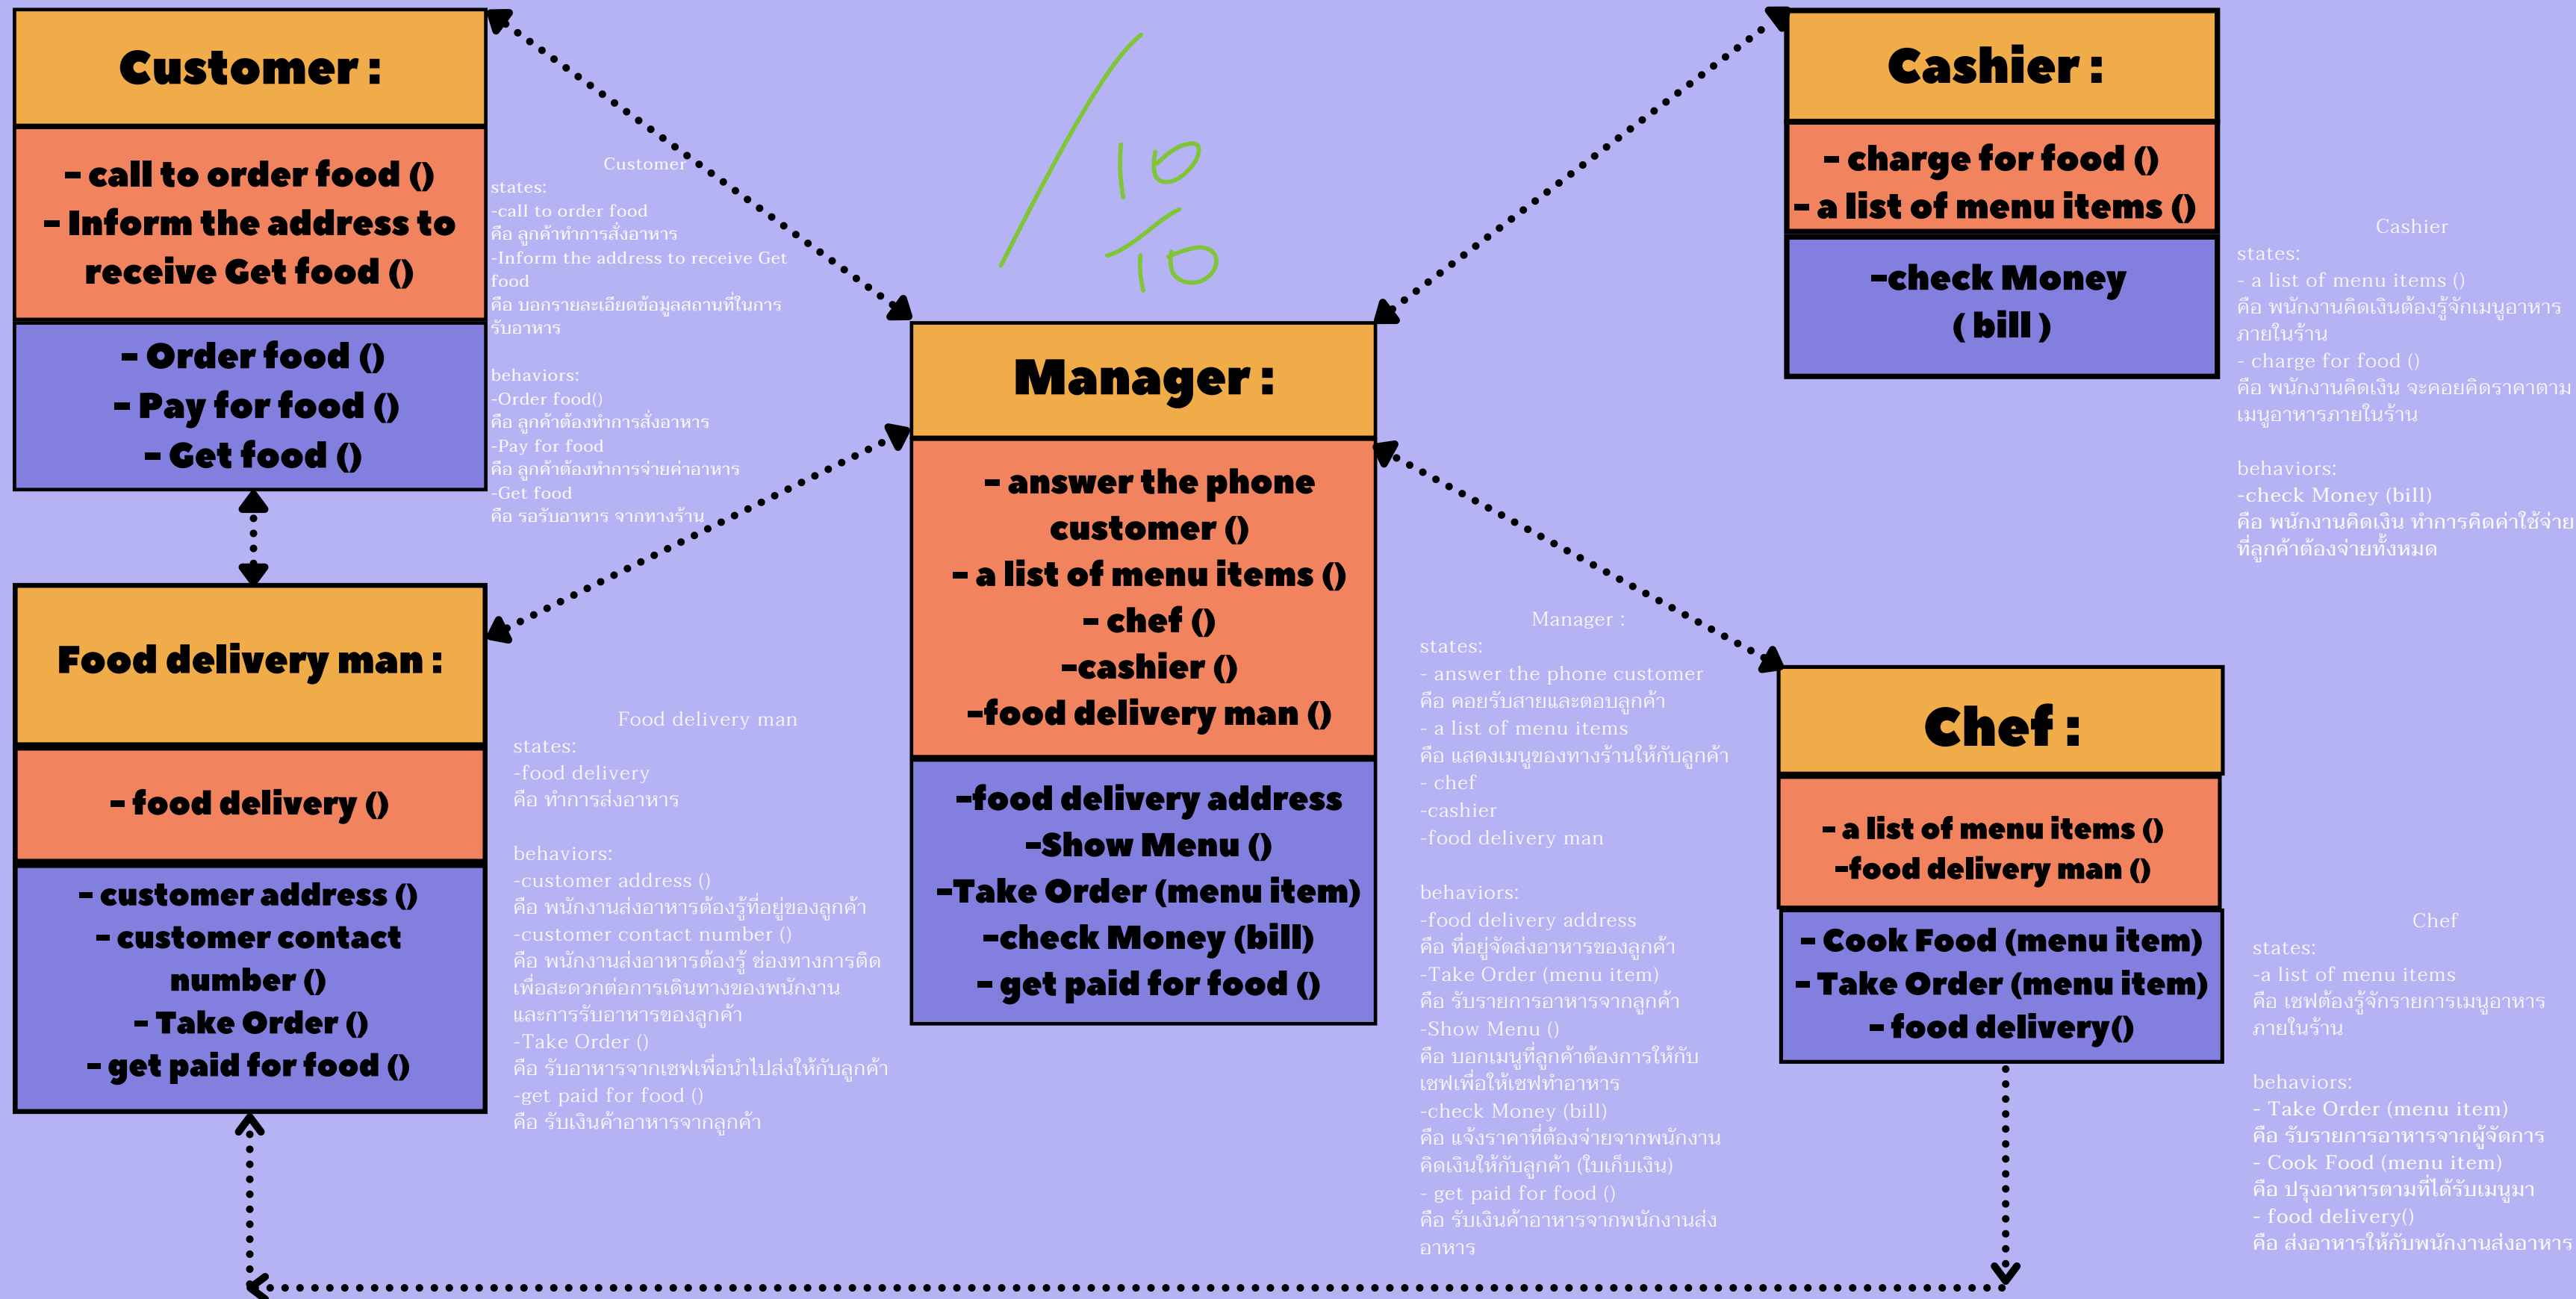 Customer :
- call to order food ()
- Inform the address to
receive Get food ()
- Order food ()
- Pay for food ()
- Get food ()
Customer
states:
-call to order food
คือ ลูกค้าทำการสั่งอาหาร
-Inform the address to receive Get
food
คือ บอกรายละเอียดข้อมูลสถานที่ในการ
รับอาหาร
behaviors:
-Order food()
คือ ลูกค้าต้องทำการสั่งอาหาร
-Pay for food
คือ ลูกค้าต้องทำการจ่ายค่าอาหาร
-Get food
คือ รอรับอาหาร จากทางร้าน
10
10
Cashier :
- charge for food ()
- a list of menu items ()
-check Money
( bill )
Cashier
states:
- a list of menu items ()
คือ พนักงานคิดเงินต้องรู้จักเมนูอาหาร
ภายในร้าน
- charge for food ()
คือ พนักงานคิดเงิน จะคอยคิดราคาตาม
เมนูอาหารภายในร้าน
behaviors:
-check Money (bill)
คือ พนักงานคิดเงิน ทำการคิดค่าใช้จ่าย
ที่ลูกค้าต้องจ่ายทั้งหมด
Manager :
- answer the phone
customer ()
- a list of menu items ()
- chef ()
-cashier ()
-food delivery man ()
-food delivery address
-Show Menu ()
-Take Order (menu item)
-check Money (bill)
- get paid for food ()
Manager :
states:
- answer the phone customer
คือ คอยรับสายและตอบลูกค้า
- a list of menu items
คือ แสดงเมนูของทางร้านให้กับลูกค้า
- chef
-cashier
-food delivery man
behaviors:
-food delivery address
คือ ที่อยู่จัดส่งอาหารของลูกค้า
-Take Order (menu item)
คือ รับรายการอาหารจากลูกค้า
-Show Menu ()
คือ บอกเมนูที่ลูกค้าต้องการให้กับ
เชฟเพื่อให้เชฟทำอาหาร
-check Money (bill)
คือ แจ้งราคาที่ต้องจ่ายจากพนักงาน
คิดเงินให้กับลูกค้า (ใบเก็บเงิน)
- get paid for food ()
คือ รับเงินค้าอาหารจากพนักงานส่ง
อาหาร
Food delivery man :
- food delivery ()
- customer address ()
- customer contact
number ()
- Take Order ()
- get paid for food ()
Food delivery man
states:
-food delivery
คือ ทำการส่งอาหาร
behaviors:
-customer address ()
คือ พนักงานส่งอาหารต้องรู้ที่อยู่ของลูกค้า
-customer contact number ()
คือ พนักงานส่งอาหารต้องรู้ ช่องทางการติด
เพื่อสะดวกต่อการเดินทางของพนักงาน
และการรับอาหารของลูกค้า
-Take Order ()
คือ รับอาหารจากเชฟเพื่อนำไปส่งให้กับลูกค้า
-get paid for food ()
คือ รับเงินค้าอาหารจากลูกค้า
Chef :
- a list of menu items ()
-food delivery man ()
- Cook Food (menu item)
- Take Order (menu item)
- food delivery()
Chef
states:
-a list of menu items
คือ เชฟต้องรู้จักรายการเมนูอาหาร
ภายในร้าน
behaviors:
- Take Order (menu item)
คือ รับรายการอาหารจากผู้จัดการ
- Cook Food (menu item)
คือ ปรุงอาหารตามที่ได้รับเมนูมา
- food delivery()
คือ ส่งอาหารให้กับพนักงานส่งอาหาร